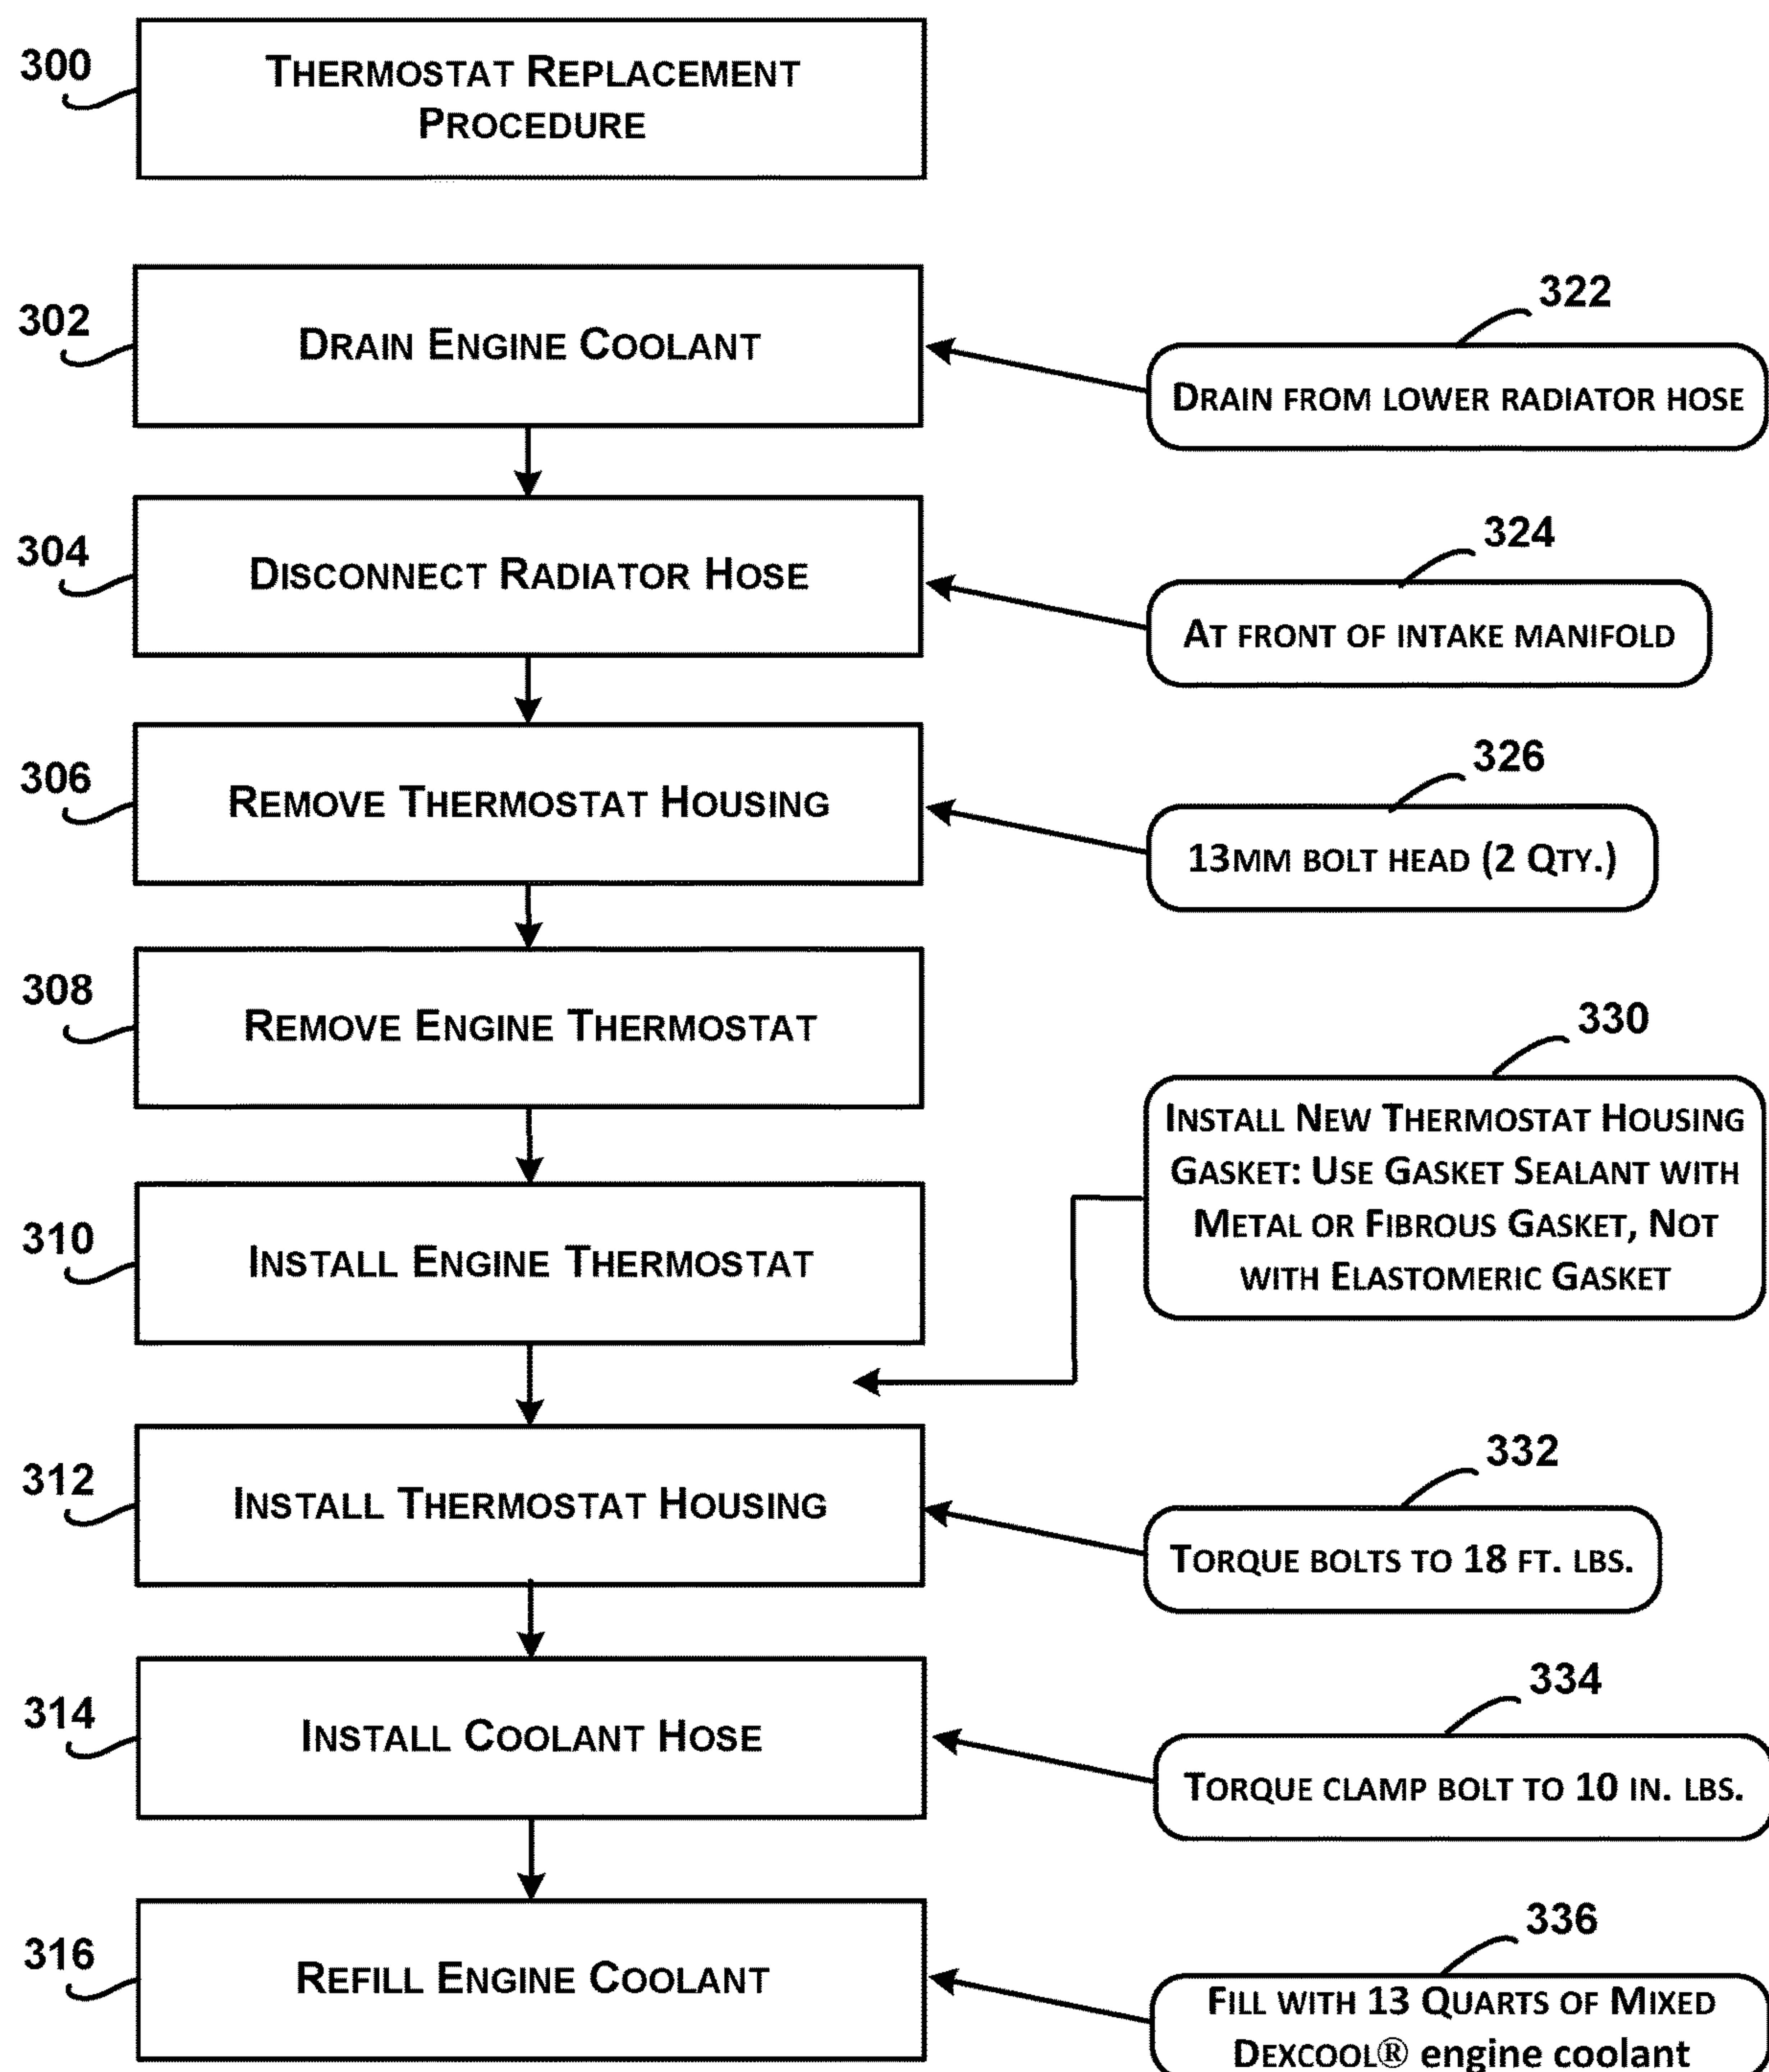 300
THERMOSTAT REPLACEMENT
PROCEDURE
302
DRAIN ENGINE COOLANT
322
DRAIN FROM LOWER RADIATOR HOSE
304
DISCONNECT RADIATOR HOSE
324
AT FRONT OF INTAKE MANIFOLD
306
REMOVE THERMOSTAT HOUSING
326
13MM BOLT HEAD (2 QTY.)
308
REMOVE ENGINE THERMOSTAT
330
INSTALL NEW THERMOSTAT HOUSING
GASKET: USE GASKET SEALANT WITH
METAL OR FIBROUS GASKET, NOT
WITH ELASTOMERIC GASKET
310
INSTALL ENGINE THERMOSTAT
312
INSTALL THERMOSTAT HOUSING
332
TORQUE BOLTS TO 18 FT. LBS.
314
INSTALL COOLANT HOSE
334
TORQUE CLAMP BOLT TO 10 IN. LBS.
316
REFILL ENGINE COOLANT
336
FILL WITH 13 QUARTS OF MIXED
DEXCOOL® engine coolant